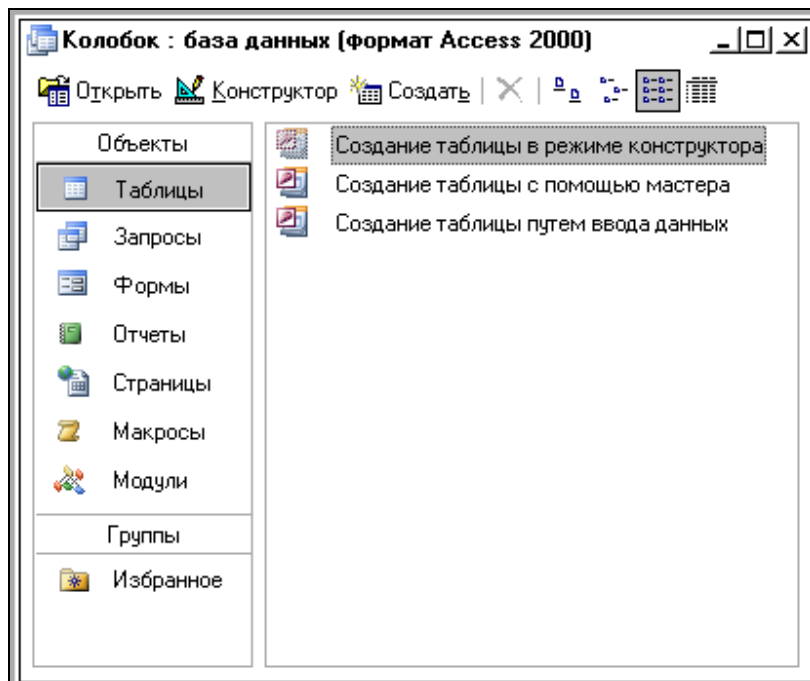 Колобок : база данных (формат Access 2000)
Открыть Конструктор Создать
Объекты
Таблицы
Запросы
Формы
Отчеты
Страницы
Макросы
Модули
Группы
Избранное
Создание таблицы в режиме конструктора
Создание таблицы с помощью мастера
Создание таблицы путем ввода данных